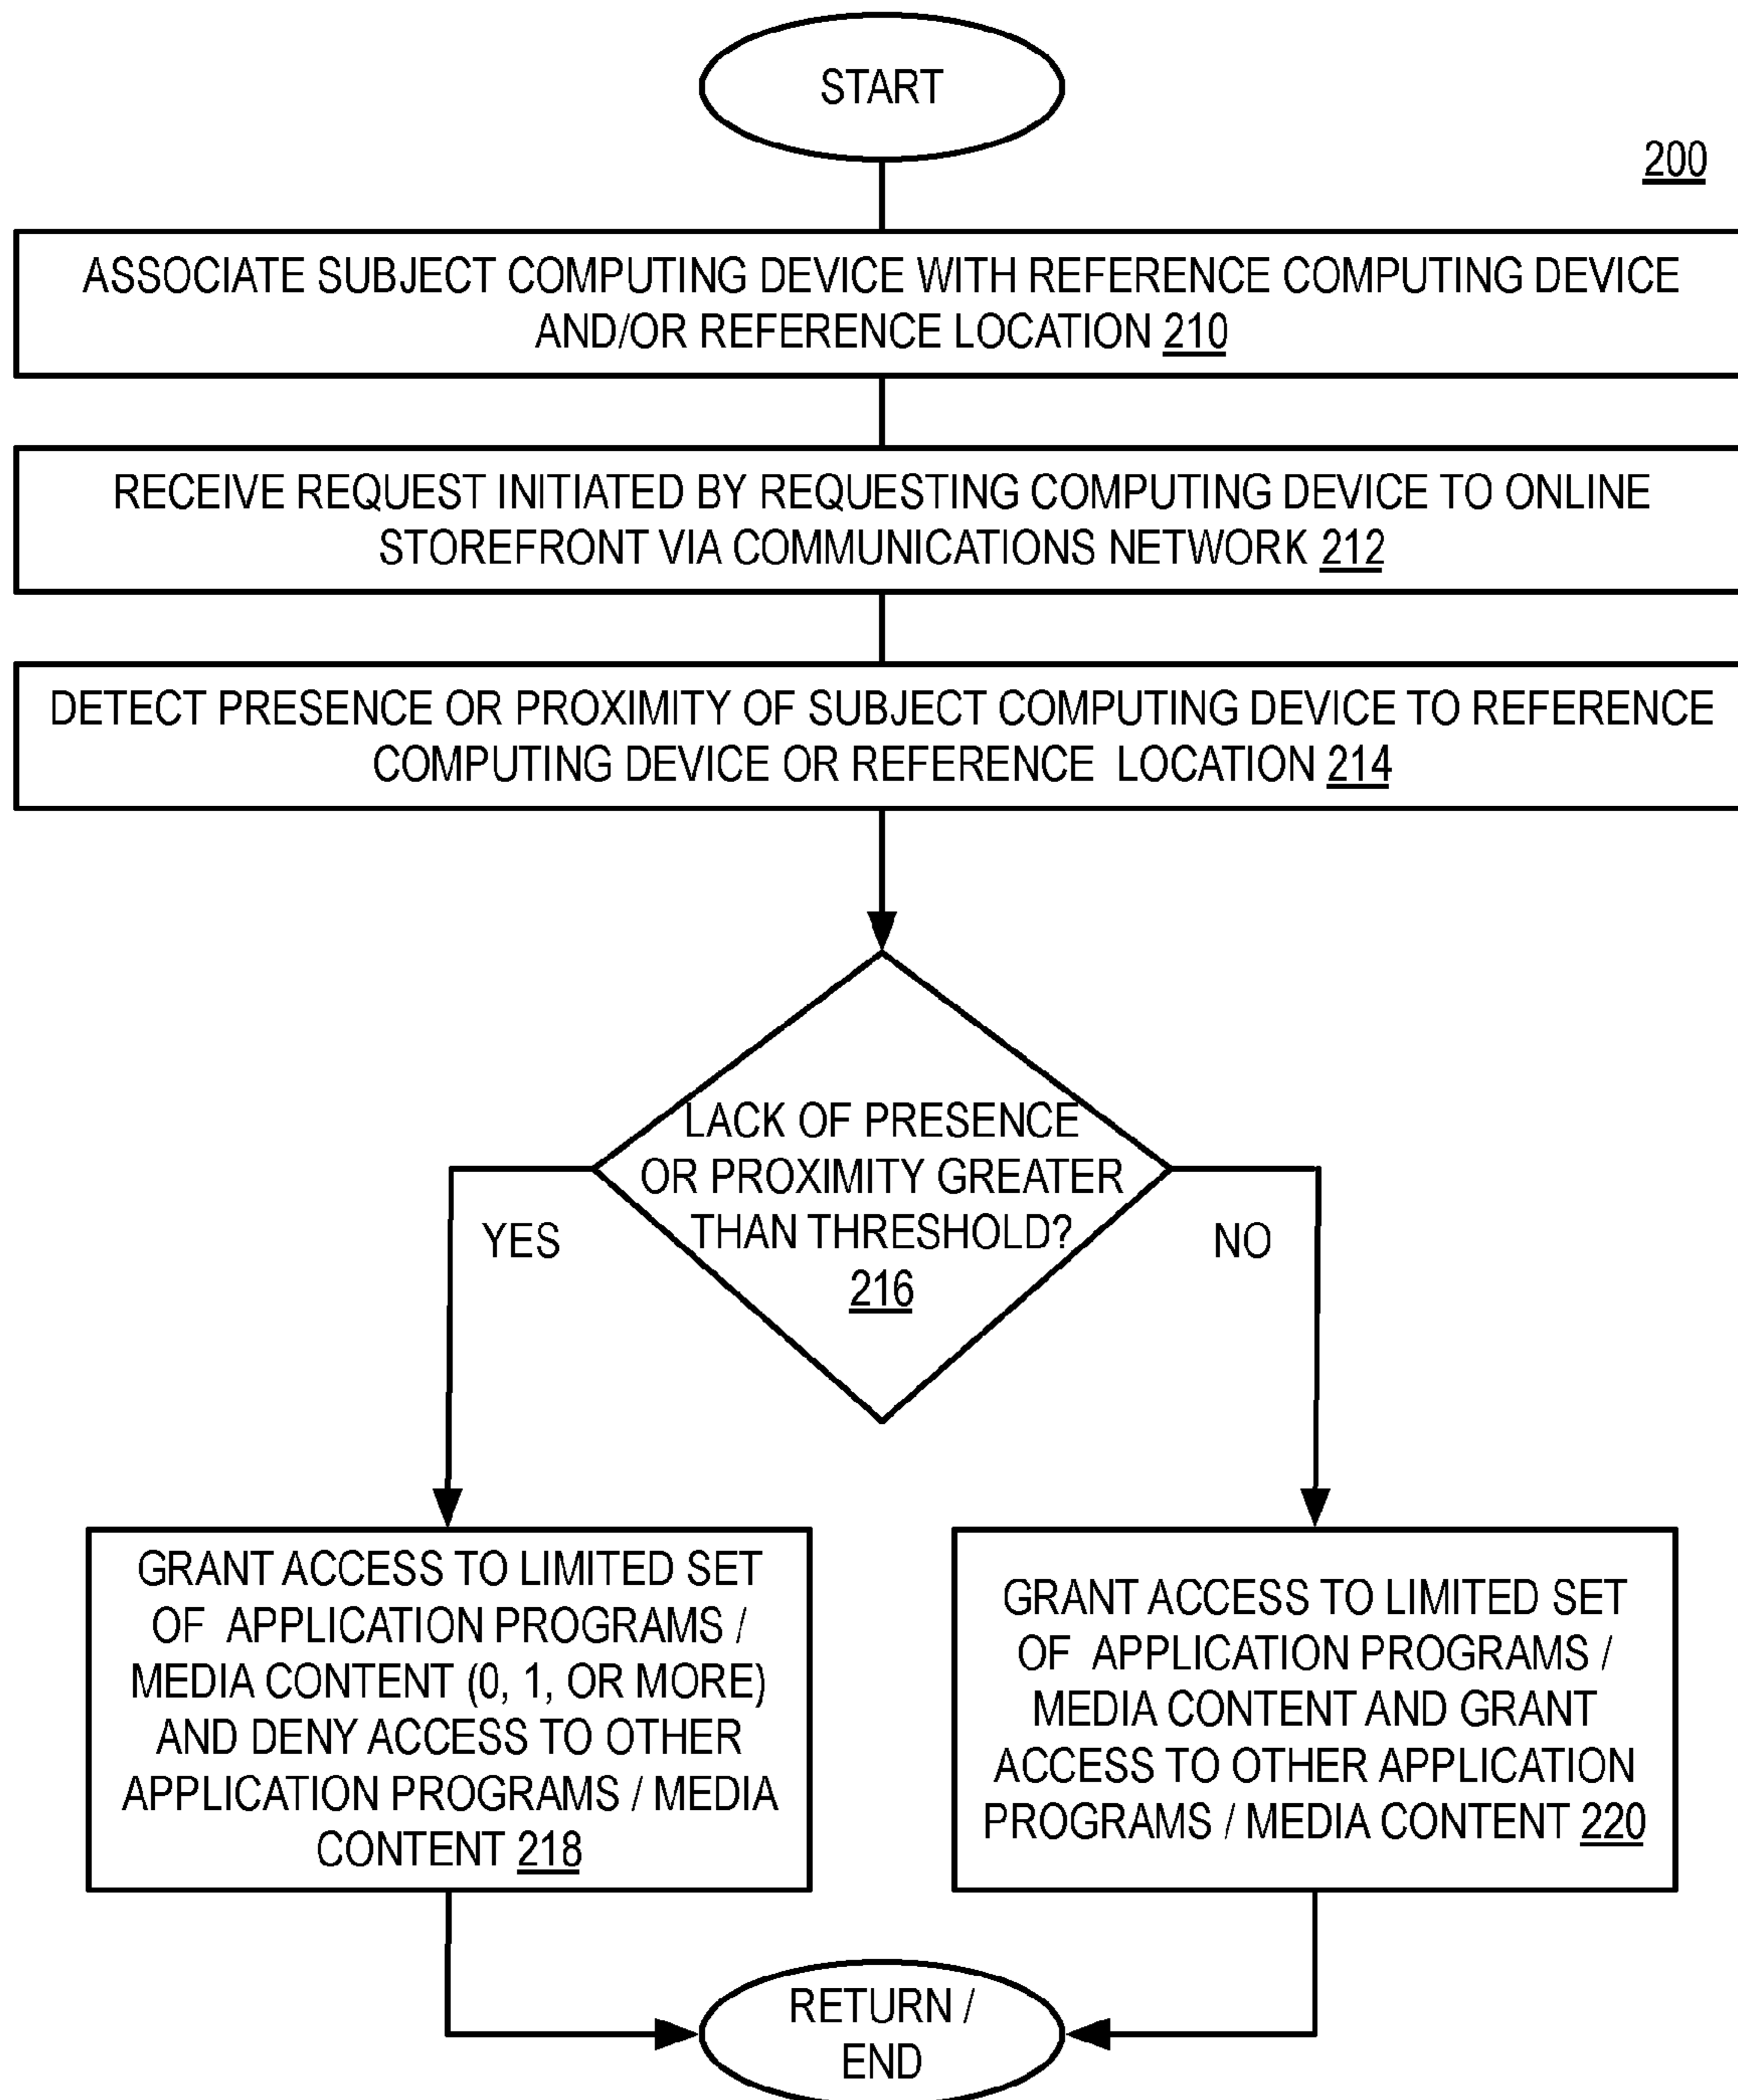 START
200
ASSOCIATE SUBJECT COMPUTING DEVICE WITH REFERENCE COMPUTING DEVICE
AND/OR REFERENCE LOCATION 210
RECEIVE REQUEST INITIATED BY REQUESTING COMPUTING DEVICE TO ONLINE
STOREFRONT VIA COMMUNICATIONS NETWORK 212
DETECT PRESENCE OR PROXIMITY OF SUBJECT COMPUTING DEVICE TO REFERENCE
COMPUTING DEVICE OR REFERENCE LOCATION 214
LACK OF PRESENCE
OR PROXIMITY GREATER
THAN THRESHOLD?
216
YES
NO
GRANT ACCESS TO LIMITED SET
OF APPLICATION PROGRAMS /
MEDIA CONTENT (0, 1, OR MORE)
AND DENY ACCESS TO OTHER
APPLICATION PROGRAMS / MEDIA
CONTENT 218
GRANT ACCESS TO LIMITED SET
OF APPLICATION PROGRAMS /
MEDIA CONTENT AND GRANT
ACCESS TO OTHER APPLICATION
PROGRAMS / MEDIA CONTENT 220
RETURN /
END